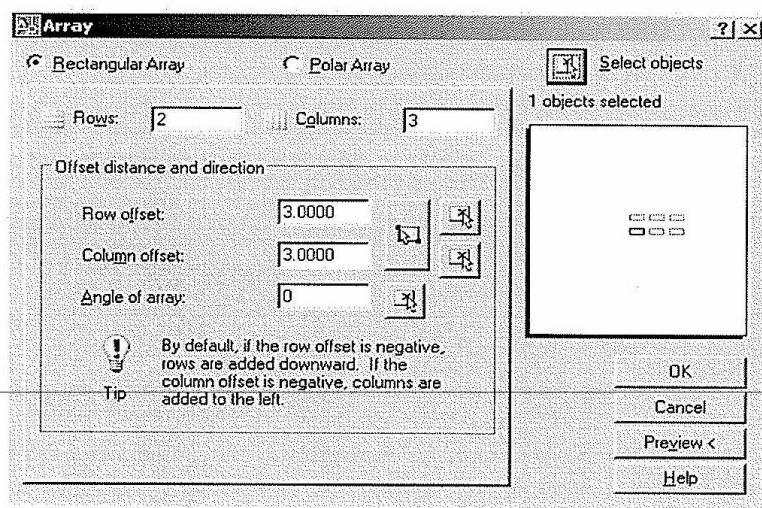 Array
Rectangular Array
Polar Array
Select objects
1 objects selected
Rows: 2
Columns: 3
Offset distance and direction
Row offset: 3.0000
Column offset: 3.0000
Angle of array: 0
Tip
By default, if the row offset is negative,
rows are added downward. If the
column offset is negative, columns are
added to the left.
OK
Cancel
Preview <
Help